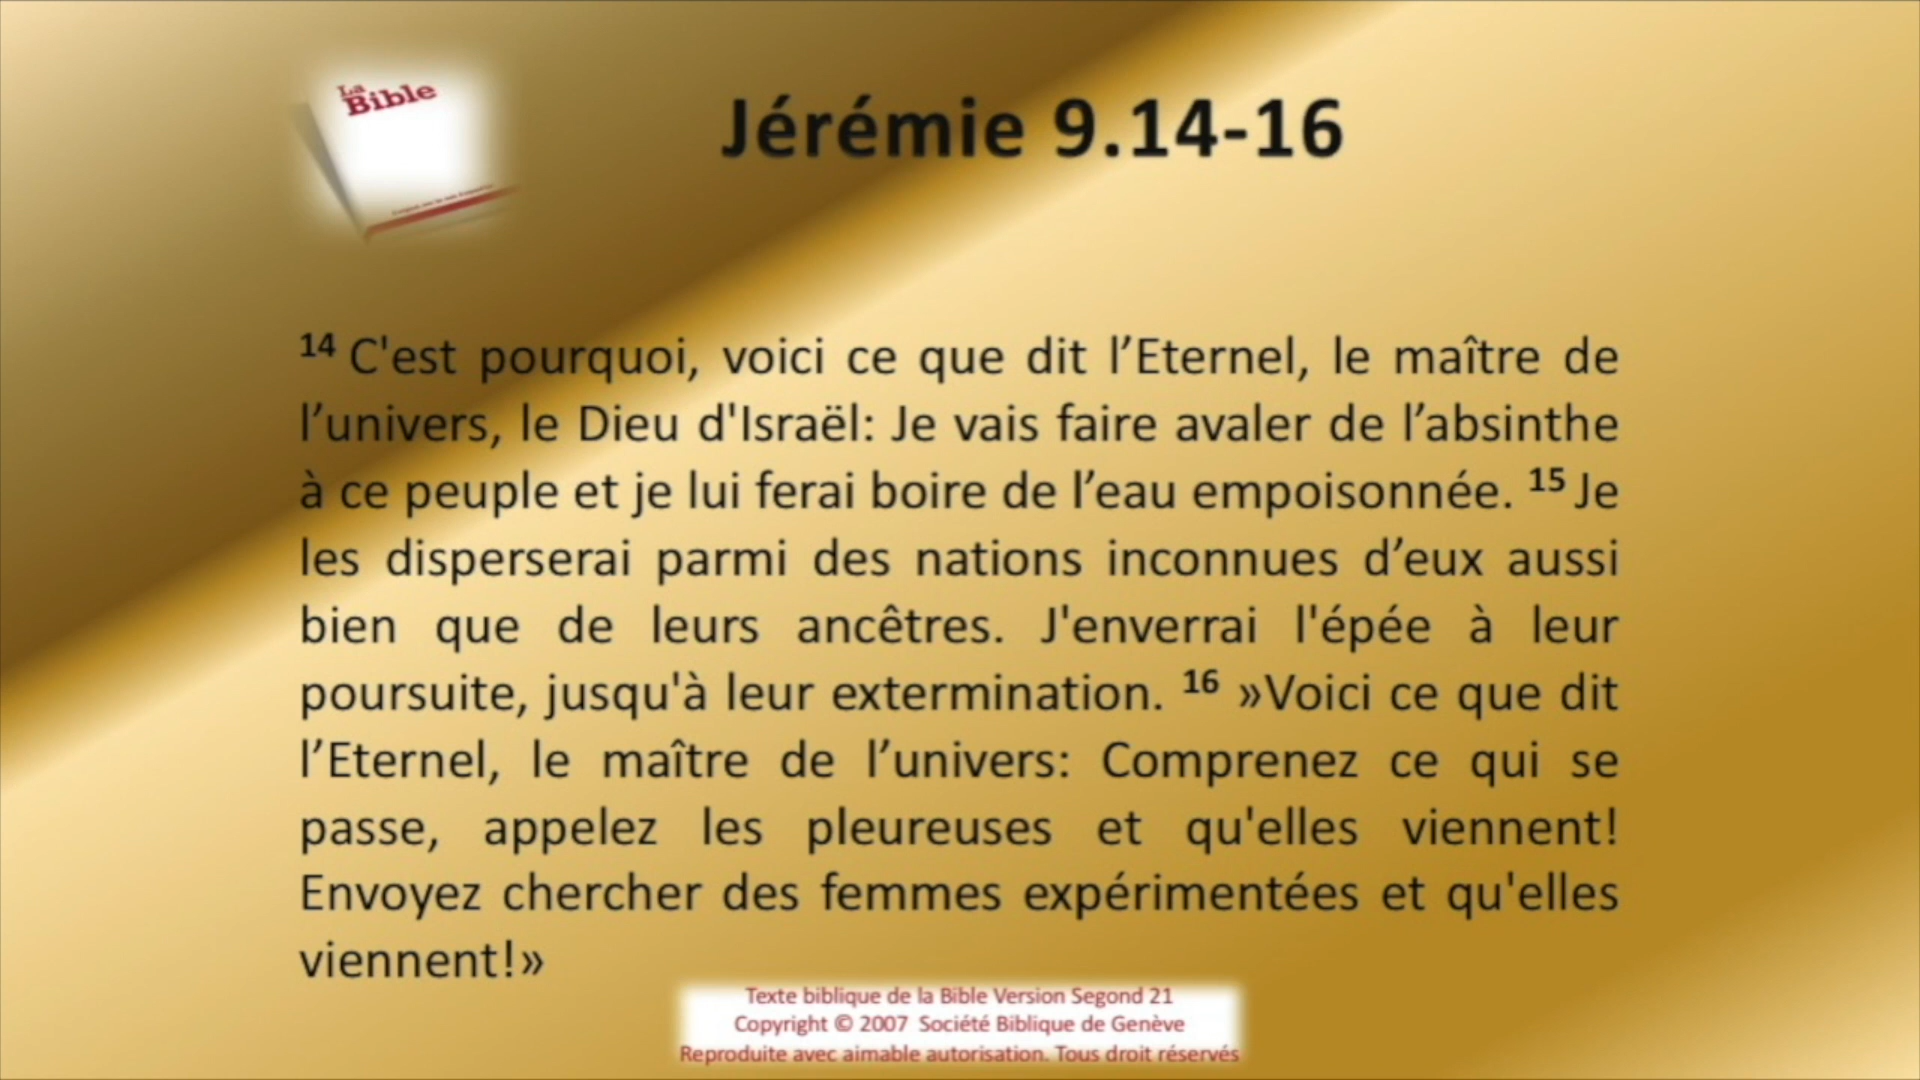 La
Bible
Jérémie 9.14-16
14 C'est pourquoi, voici ce que dit l’Eternel, le maître de
l’univers, le Dieu d'Israël: Je vais faire avaler de l’absinthe
à ce peuple et je lui ferai boire de l’eau empoisonnée. 15 Je
les disperserai parmi des nations inconnues d’eux aussi
bien que de leurs ancêtres. J'enverrai l'épée à leur
poursuite, jusqu'à leur extermination. 16 »Voici ce que dit
l’Eternel, le maître de l’univers: Comprenez ce qui se
passe, appelez les pleureuses et qu'elles viennent!
Envoyez chercher des femmes expérimentées et qu'elles
viennent!»
Texte biblique de la Bible Version Segond 21
Copyright © 2007 Société Biblique de Genève
Reproduite avec aimable autorisation. Tous droit réservés